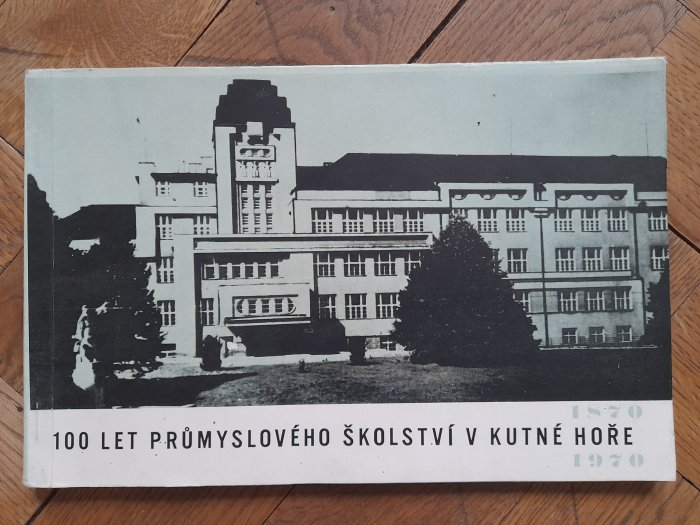 1870
100 LET PRŮMYSLOVÉHO ŠKOLSTVÍ V KUTNÉ HOŘE
1970